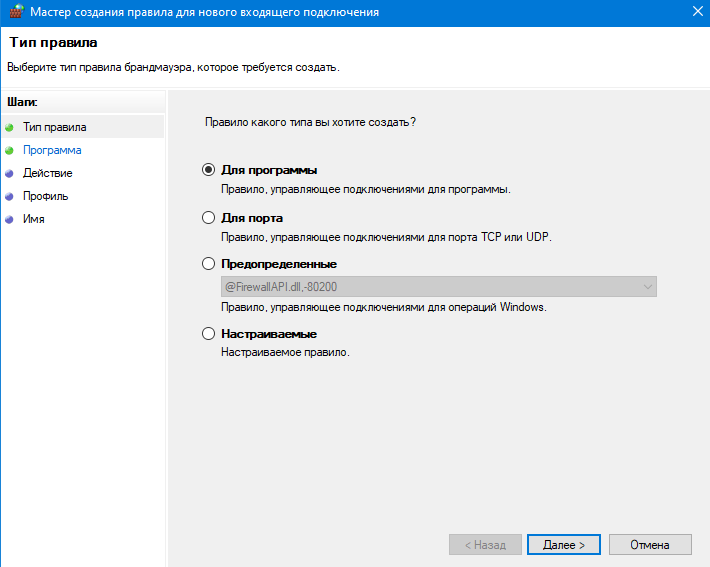 Мастер создания правила для нового входящего подключения
Тип правила
Выберите тип правила брандмауэра, которое требуется создать.
Шаги:
Тип правила
Программа
Действие
Профиль
Имя
Правило какого типа вы хотите создать?
Для программы
Правило, управляющее подключениями для программы.
Для порта
Правило, управляющее подключениями для порта TCP или UDP.
Предопределенные
@FirewallAPI.dll,-80200
Правило, управляющее подключениями для операций Windows.
Настраиваемые
Настраиваемое правило.
< Назад
Далее >
Отмена